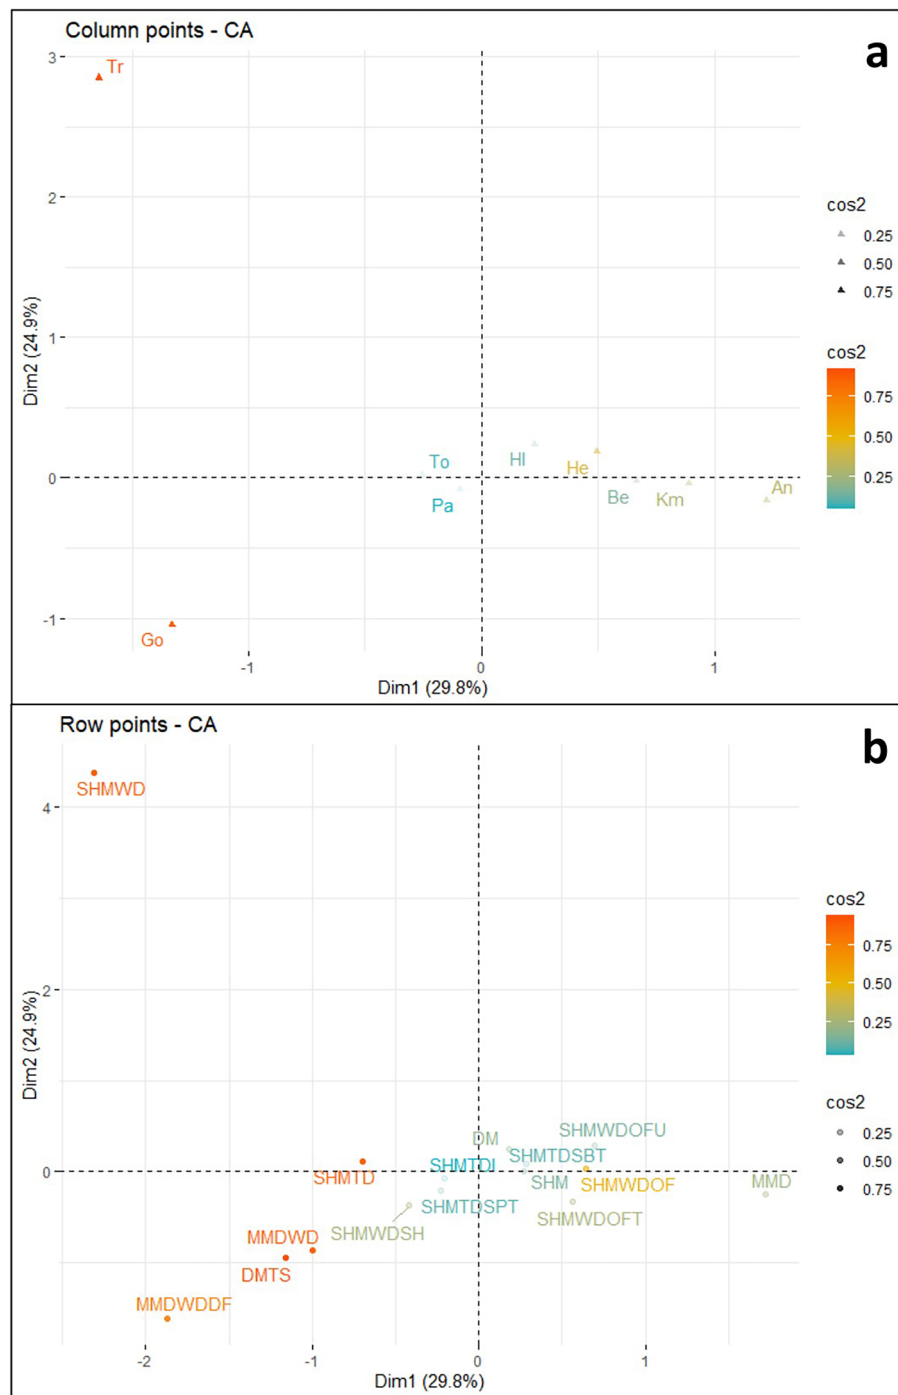 Column points - CA
a
3
2
1
0
-1
Dim2 (24.9%)
Tr
To
Pa
Hl
He
Be
Km
An
Go
-1
0
1
Dim1 (29.8%)
cos2
0.25
0.50
0.75
cos2
0.75
0.50
0.25
Row points - CA
b
4
2
0
Dim2 (24.9%)
SHMWD
SHMWDOFU
DM
SHMTDSBT
SHMTDI
SHMTD
SHM
SHMWDOF
MMD
SHMTDSPT
SHMWDOFT
SHMWDSH
MMDWD
DMTS
MMDWDDF
-2
-1
0
1
Dim1 (29.8%)
cos2
0.75
0.50
0.25
cos2
0.25
0.50
0.75